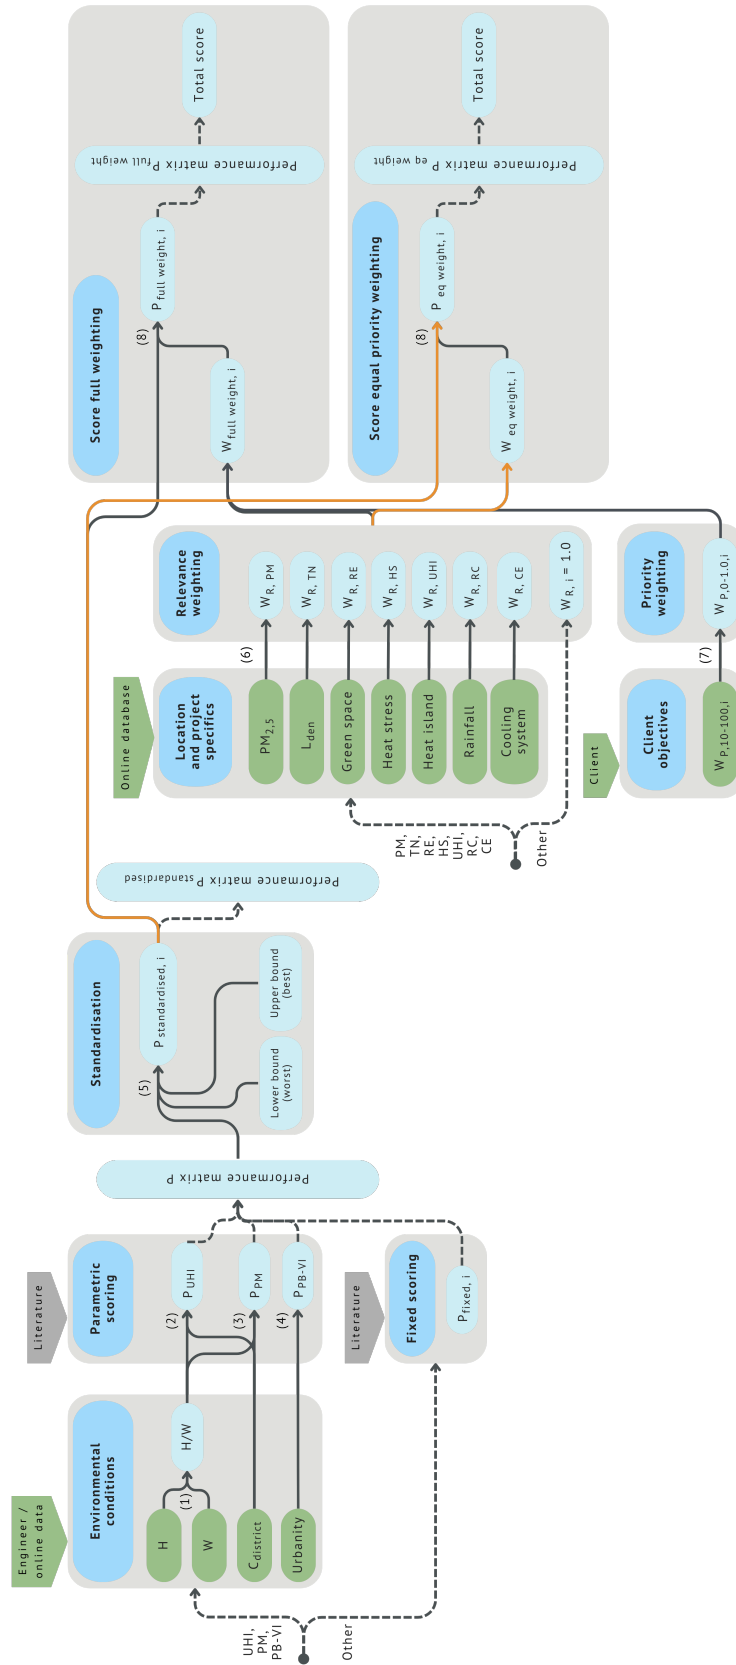 Engineer /
online data
Environmental
conditions
H
W
C district
Urbanity
(1)
H/W
UHI,
PM,
PB-VI
Other
Literature
Parametric
scoring
(2)
P UHI
(3)
P PM
(4)
P PB-VI
Literature
Fixed scoring
P fixed, i
Performance matrix P
Standardisation
(5)
P standardised, i
Lower bound
(worst)
Upper bound
(best)
Performance matrix P standardised
PM,
TN,
RE,
HS,
UHI,
RC,
CE
Other
Online database
Location
and project
specifics
PM2,5
Lden
Green space
Heat stress
Heat island
Rainfall
Cooling
system
(6)
Relevance
weighting
W R, PM
W R, TN
W R, RE
W R, HS
W R, UHI
W R, RC
W R, CE
W R, i = 1.0
Client
Client
objectives
W P,10-100,i
(7)
Priority
weighting
W P,0-1.0,i
Score full weighting
W full weight, i
(8)
P full weight, i
Performance matrix P full weight
Total score
Score equal priority weighting
W eq weight, i
(8)
P eq weight, i
Performance matrix P eq weight
Total score